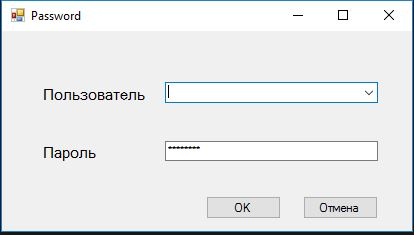 Password
Пользователь
Пароль ********
OK Отмена